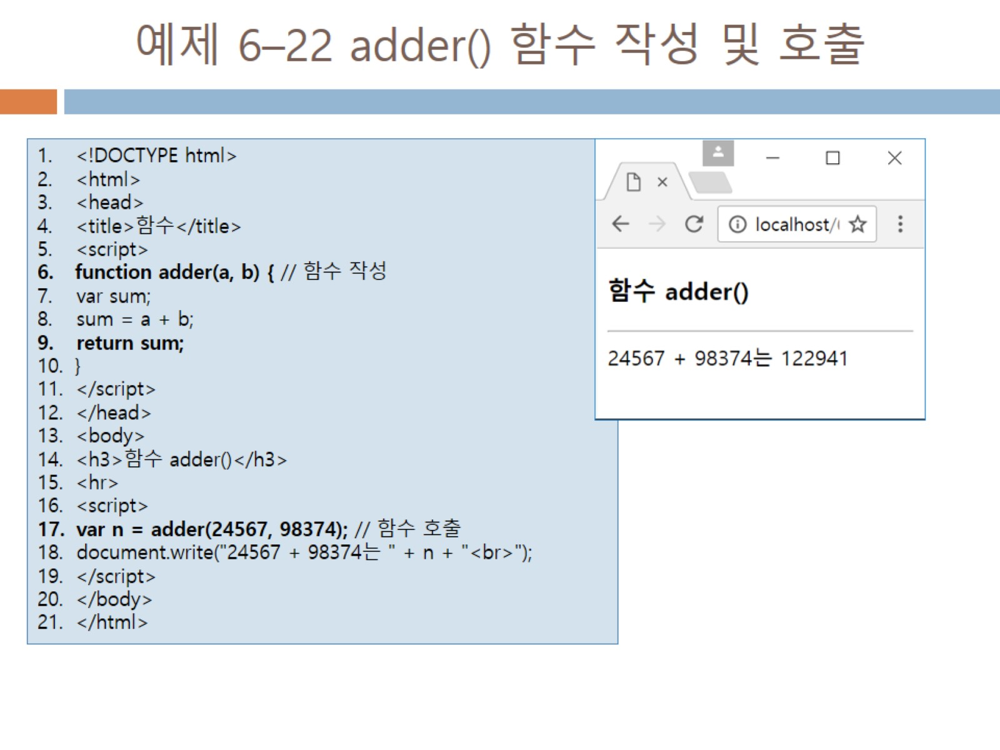 예제 6–22 adder() 함수 작성 및 호출
1. <!DOCTYPE html>
2. <html>
3. <head>
4. <title>함수</title>
5. <script>
6. function adder(a, b) { // 함수 작성
7. var sum;
8. sum = a + b;
9. return sum;
10. }
11. </script>
12. </head>
13. <body>
14. <h3>함수 adder()</h3>
15. <hr>
16. <script>
17. var n = adder(24567, 98374); // 함수 호출
18. document.write("24567 + 98374는 " + n + "<br>");
19. </script>
20. </body>
21. </html>
localhost/
함수 adder()
24567 + 98374는 122941